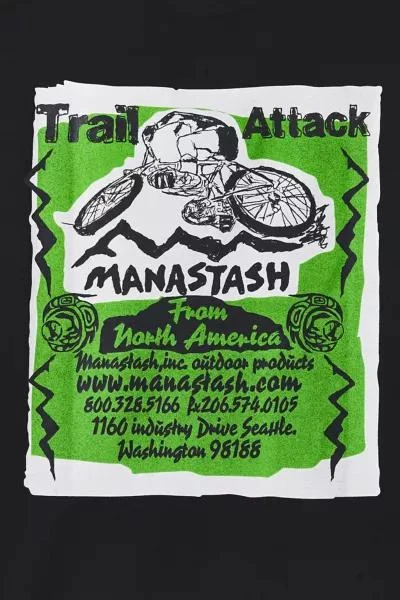 Trail Attack
MANASTASH
From
North America
Manastash,inc. outdoor products
www.manastash.com
800.328.5166 fx206.574.0105
1160 industry Drive Seattle.
Washington 98188